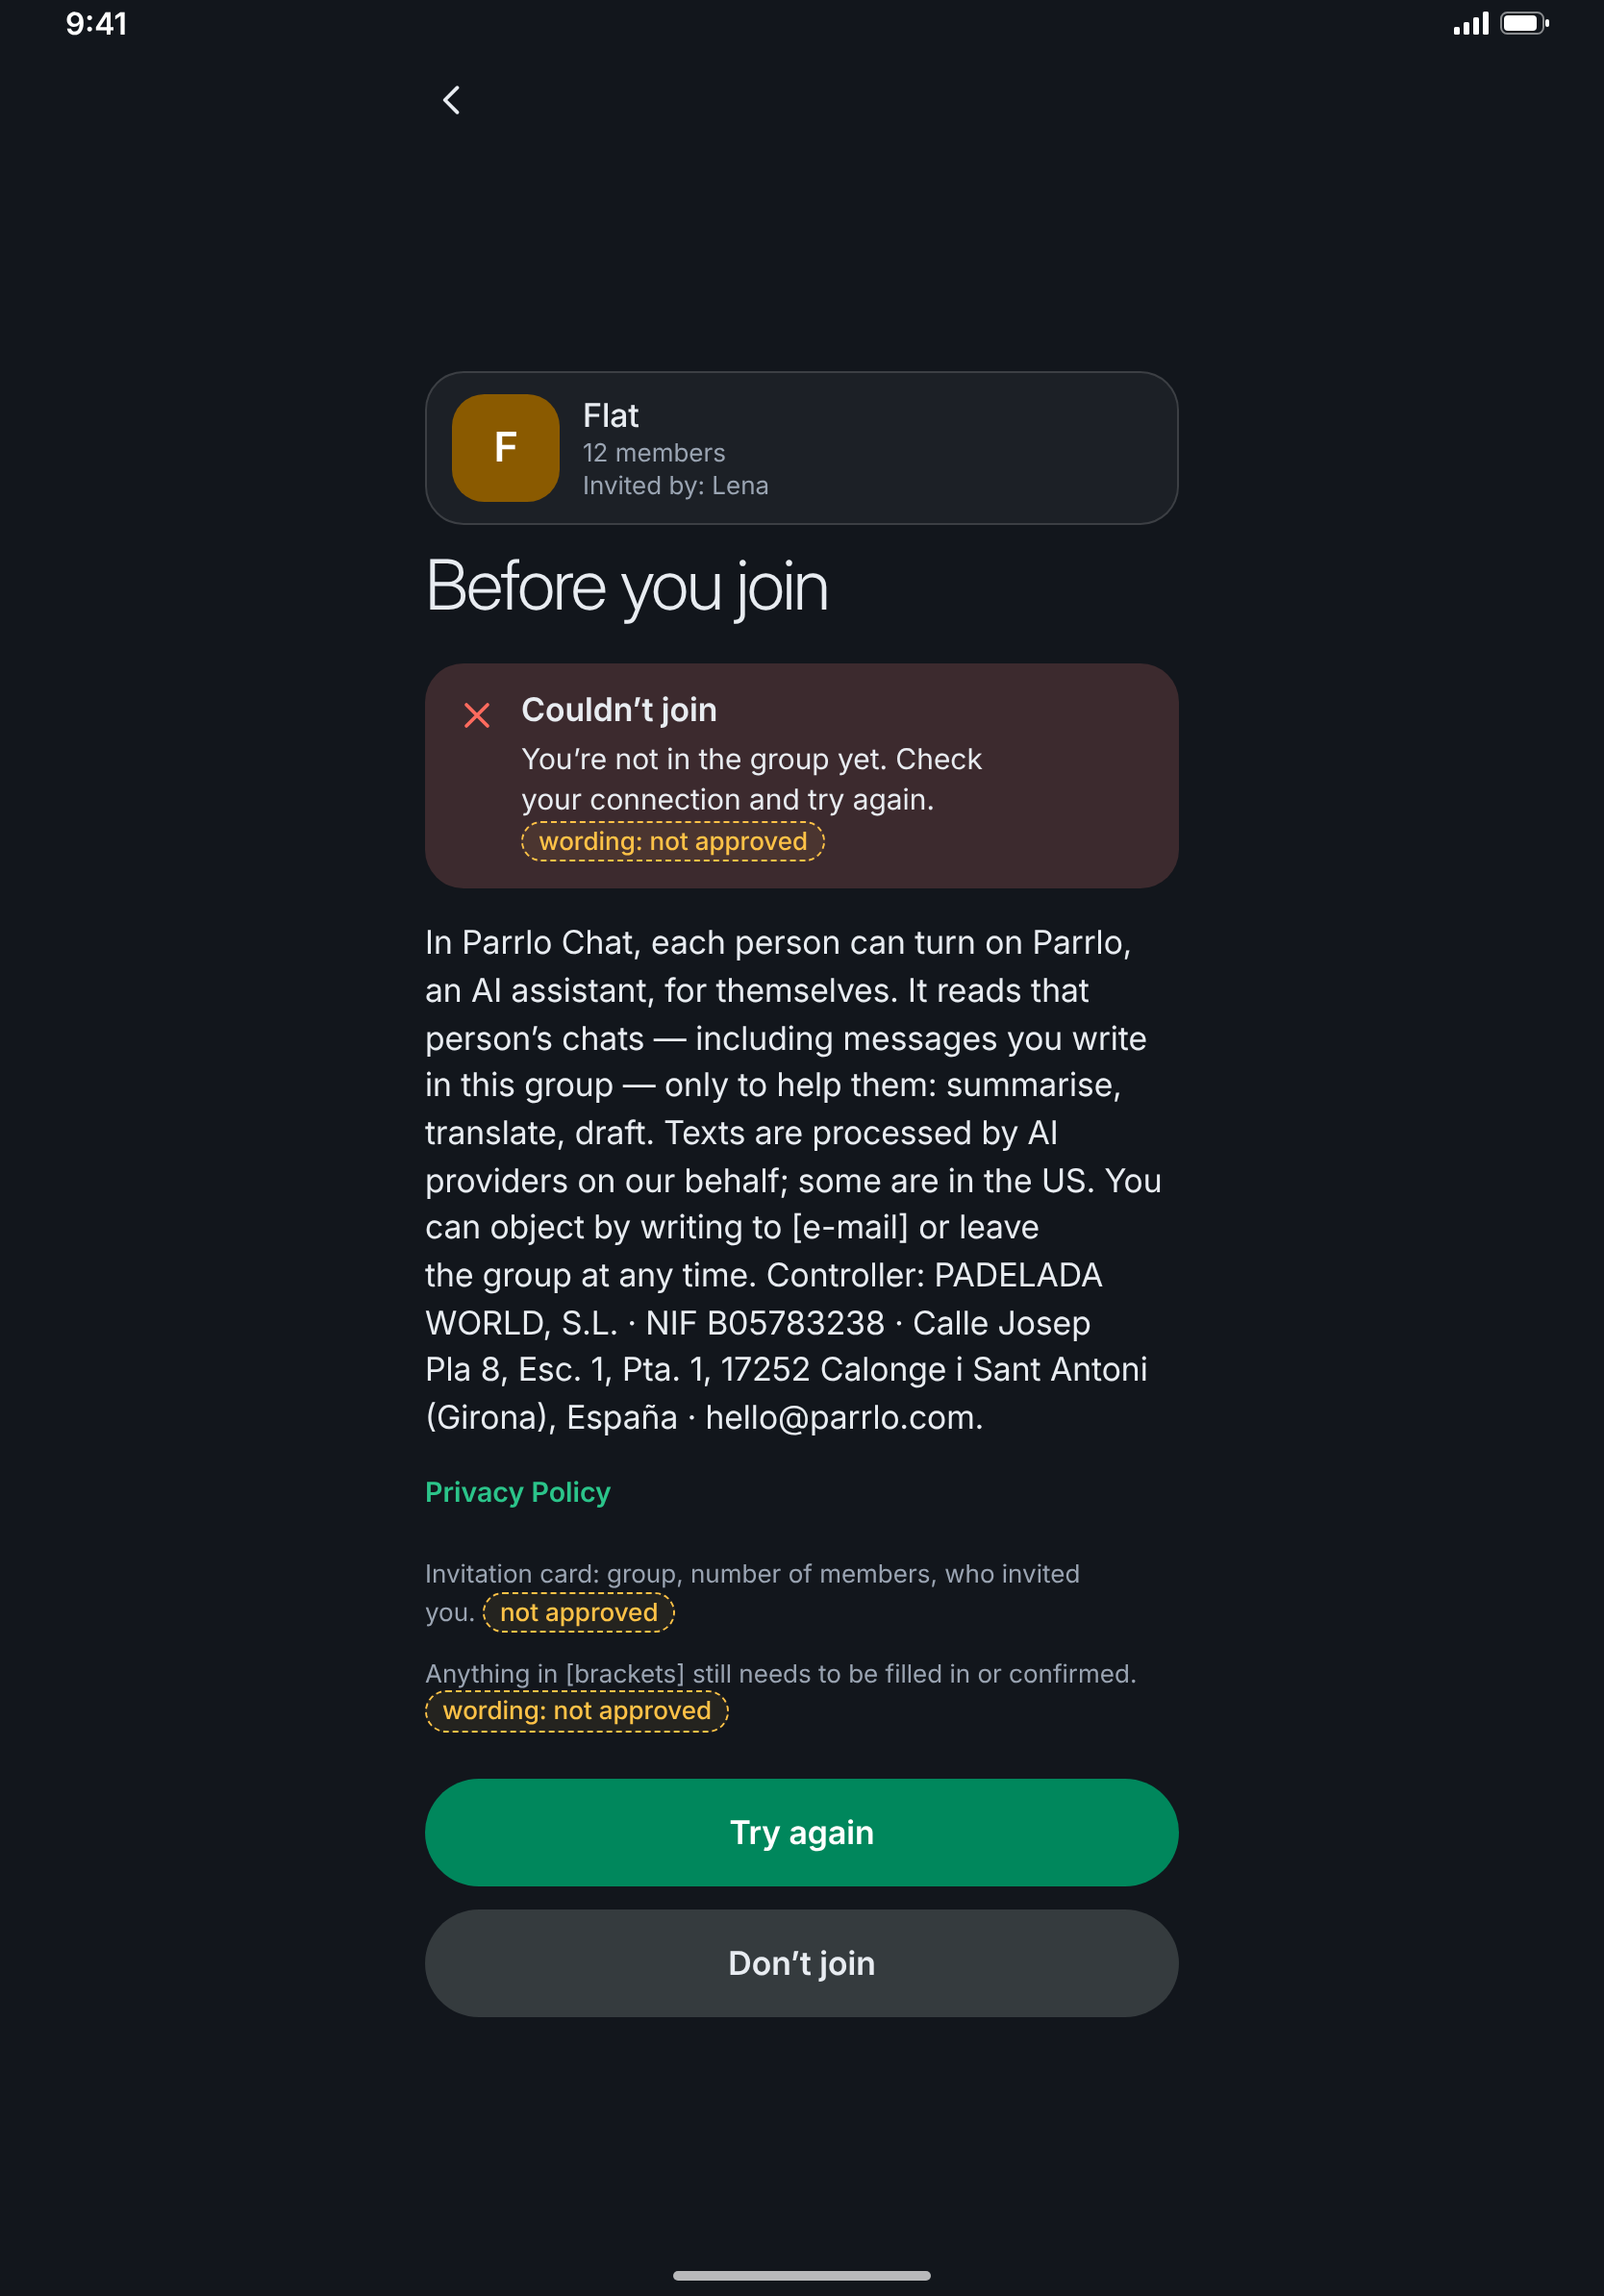 9:41
F
Flat
12 members
Invited by: Lena
Before you join
Couldn’t join
You’re not in the group yet. Check
your connection and try again.
wording: not approved
In Parrlo Chat, each person can turn on Parrlo,
an AI assistant, for themselves. It reads that
person’s chats — including messages you write
in this group — only to help them: summarise,
translate, draft. Texts are processed by AI
providers on our behalf; some are in the US. You
can object by writing to [e-mail] or leave
the group at any time. Controller: PADELADA
WORLD, S.L. · NIF B05783238 · Calle Josep
Pla 8, Esc. 1, Pta. 1, 17252 Calonge i Sant Antoni
(Girona), España · hello@parrlo.com.
Privacy Policy
Invitation card: group, number of members, who invited
you. not approved
Anything in [brackets] still needs to be filled in or confirmed.
wording: not approved
Try again
Don’t join